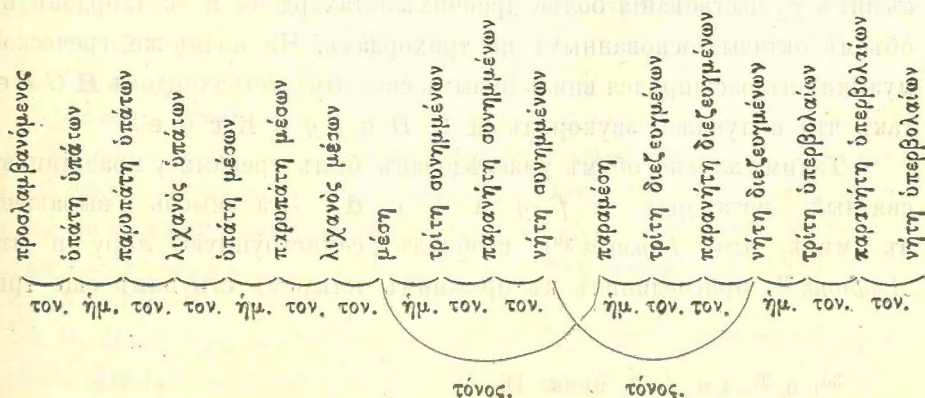 προσλαμβανόμενος
ὑπάτη ὑπάτων
παρυπάτη ὑπάτων
λιχανὸς ὑπάτων
ὑπάτη μέσων
παρυπάτη μέσων
λιχανὸς μέσων
μέση
τρίτη συνημμένων
παρανήτη συνημμένων
νήτη συνημμένων
παραμέση
τρίτη διεζευγμένων
παρανήτη διεζευγμένων
νήτη διεζευγμένων
τρίτη ὑπερβολαίων
παρανήτη ὑπερβολαίων
νήτη ὑπερβολαίων
τον. ἡμ. τον. τον. ἡμ. τον. τον. ἡμ. τον. τον. ἡμ. τον. τον. ἡμ. τον. τον.
τόνος. τόνος.